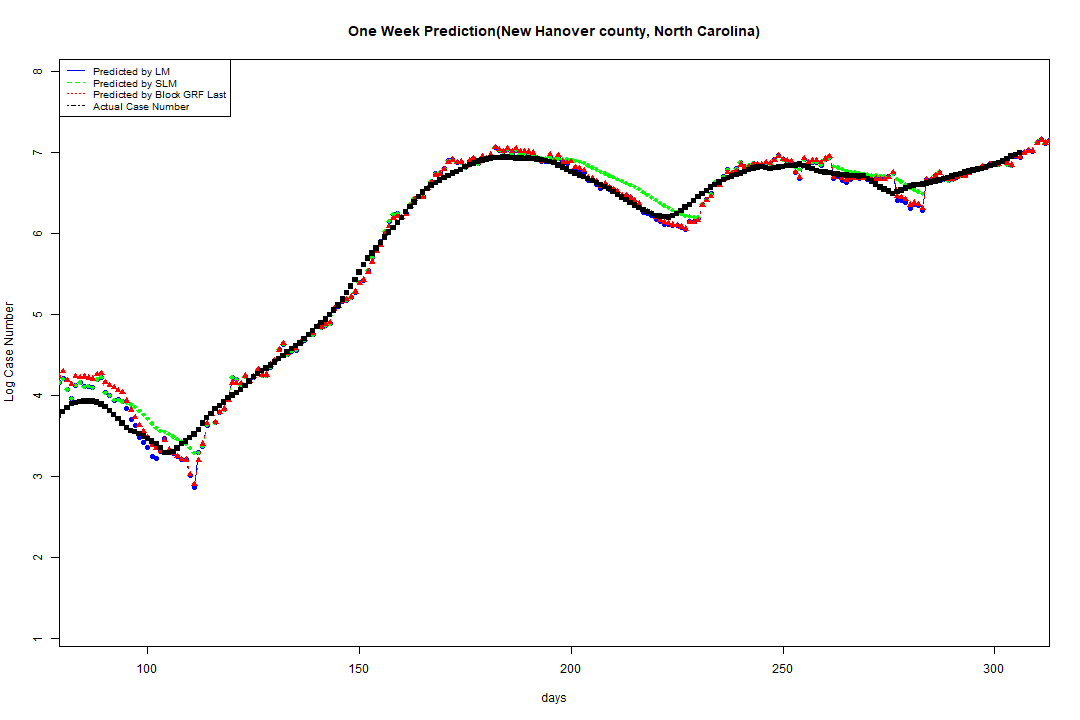 One Week Prediction(New Hanover county, North Carolina)
Predicted by LM
Predicted by SLM
Predicted by Block GRF Last
Actual Case Number
Log Case Number
8
7
6
5
4
3
2
1
100 150 200 250 300
days